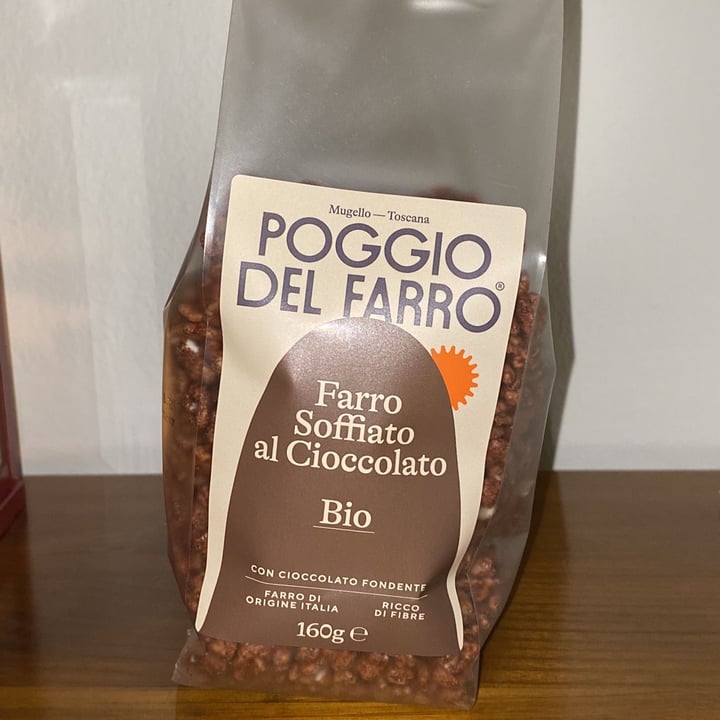 Mugello — Toscana
POGGIO
DEL FARRO®
Farro
Soffiato
al Cioccolato
Bio
CON CIOCCOLATO FONDENTE
FARRO DI
ORIGINE ITALIA
RICCO
DI FIBRE
160g ℮